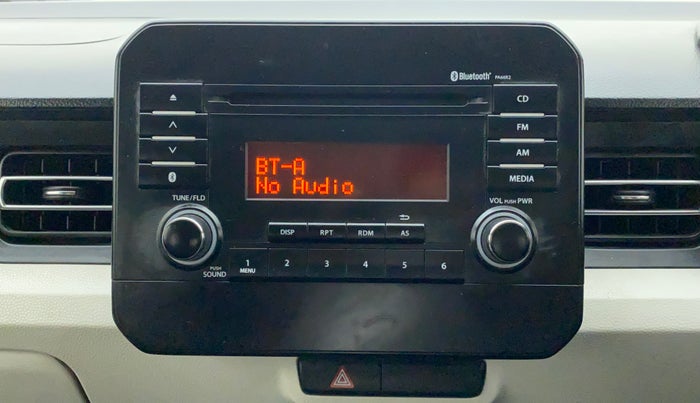 Bluetooth® PAMR2
CD
FM
AM
MEDIA
BT-A
No Audio
TUNE/FLD
VOL PUSH PWR
DISP RPT RDM AS
PUSH
SOUND
1 2 3 4 5 6
MENU